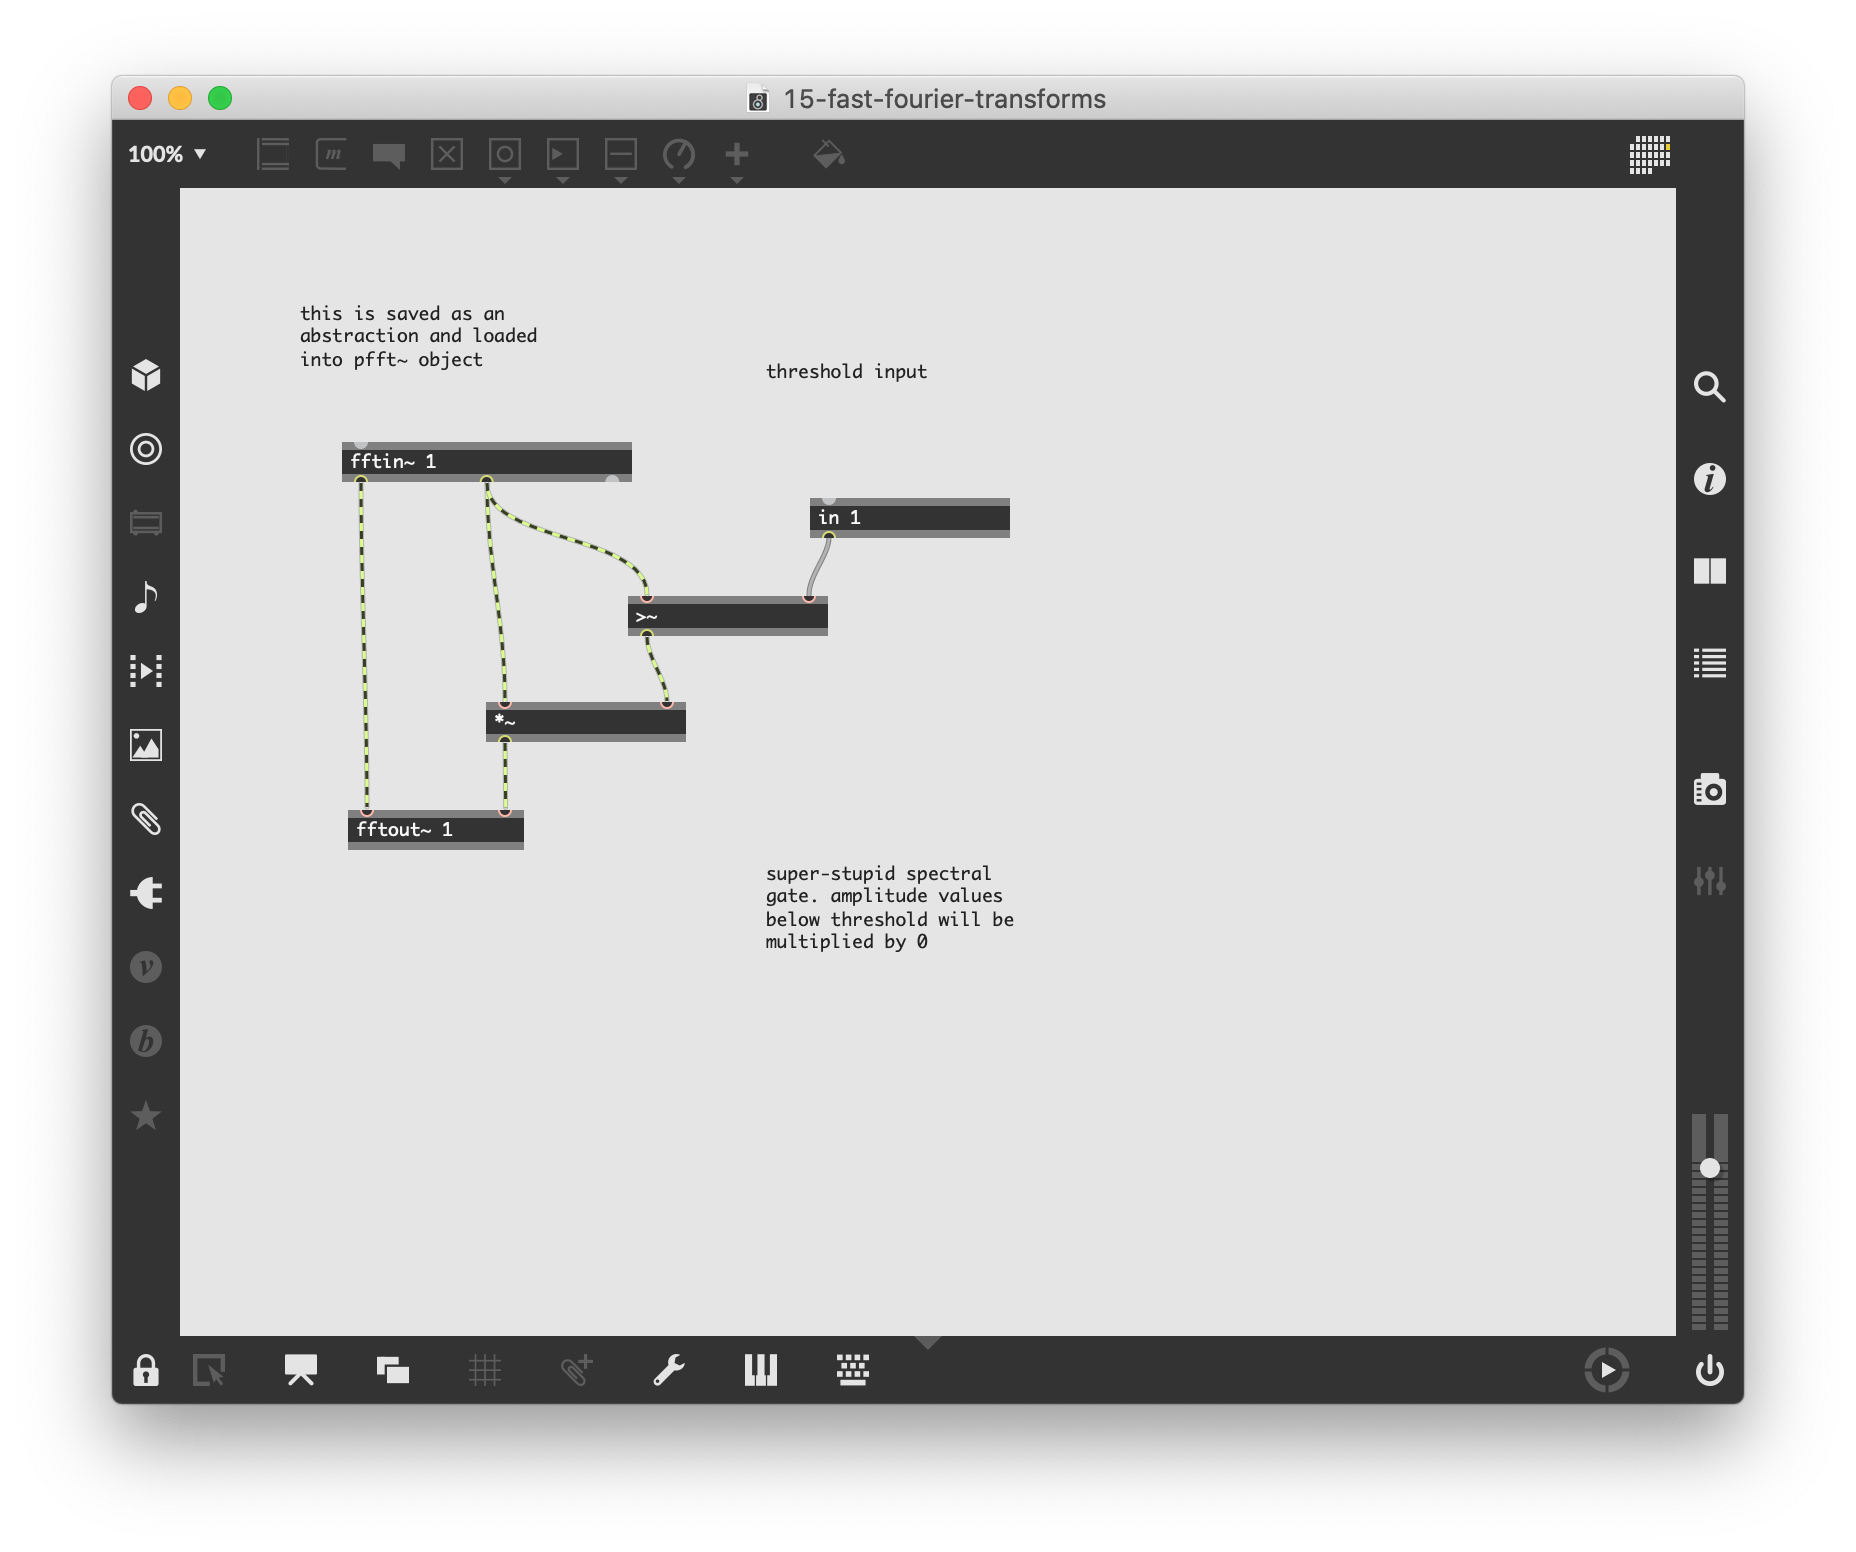 15-fast-fourier-transforms
100%
m
this is saved as an
abstraction and loaded
into pfft~ object
threshold input
fftin~ 1
in 1
>~
*~
fftout~ 1
super-stupid spectral
gate. amplitude values
below threshold will be
multiplied by 0
i
v
b